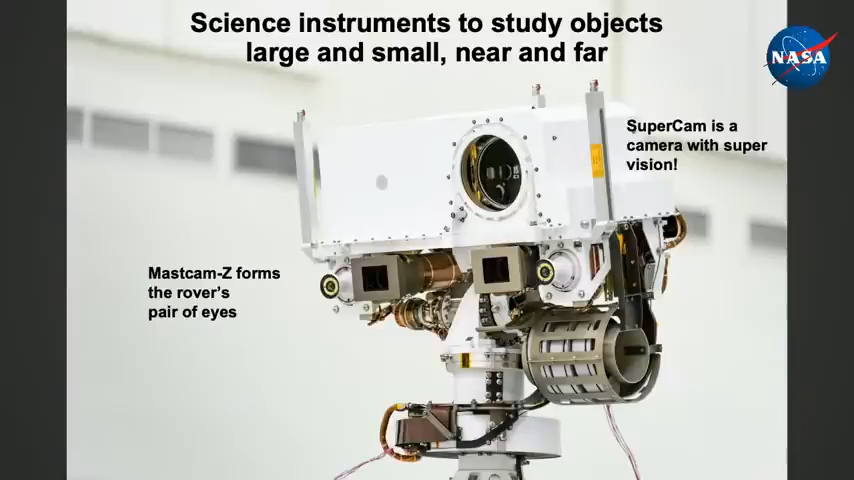 Science instruments to study objects
large and small, near and far
NASA
SuperCam is a
camera with super
vision!
Mastcam-Z forms
the rover's
pair of eyes